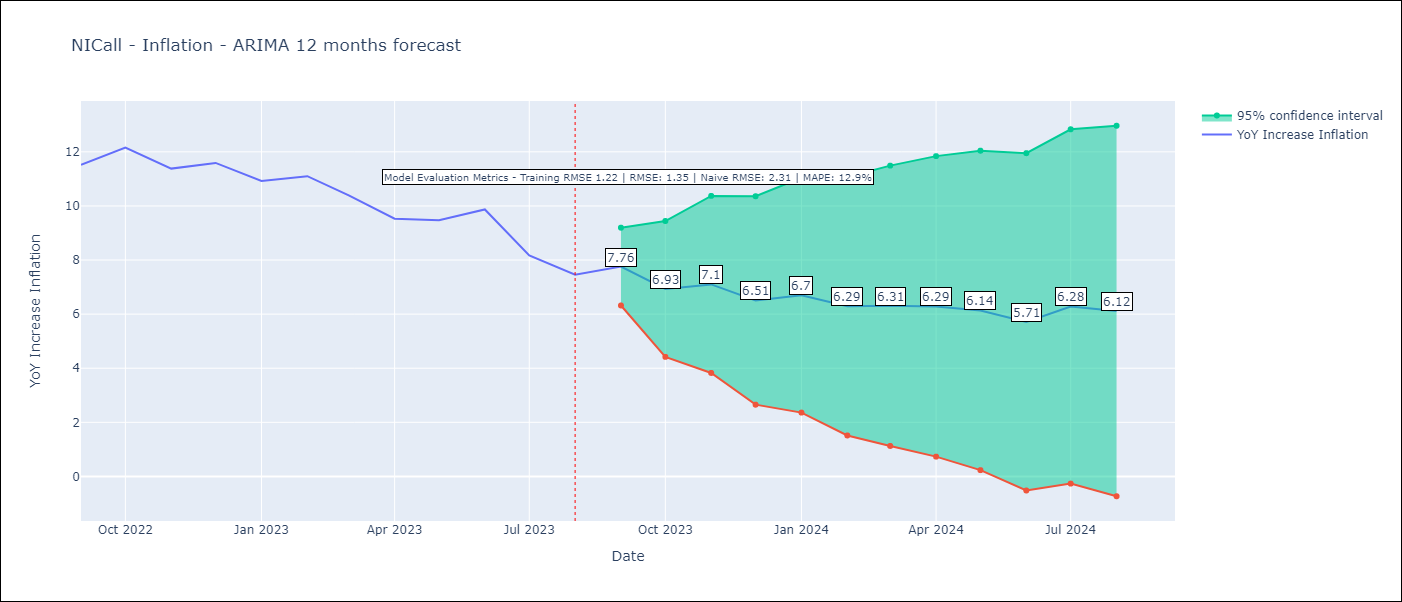 NICall - Inflation - ARIMA 12 months forecast
95% confidence interval
YoY Increase Inflation
Model Evaluation Metrics - Training RMSE 1.22 | RMSE: 1.35 | Naive RMSE: 2.31 | MAPE: 12.9%
YoY Increase Inflation
12
10
8
6
4
2
0
7.76
6.93
7.1
6.51
6.7
6.29
6.31
6.29
6.14
5.71
6.28
6.12
Oct 2022
Jan 2023
Apr 2023
Jul 2023
Oct 2023
Jan 2024
Apr 2024
Jul 2024
Date